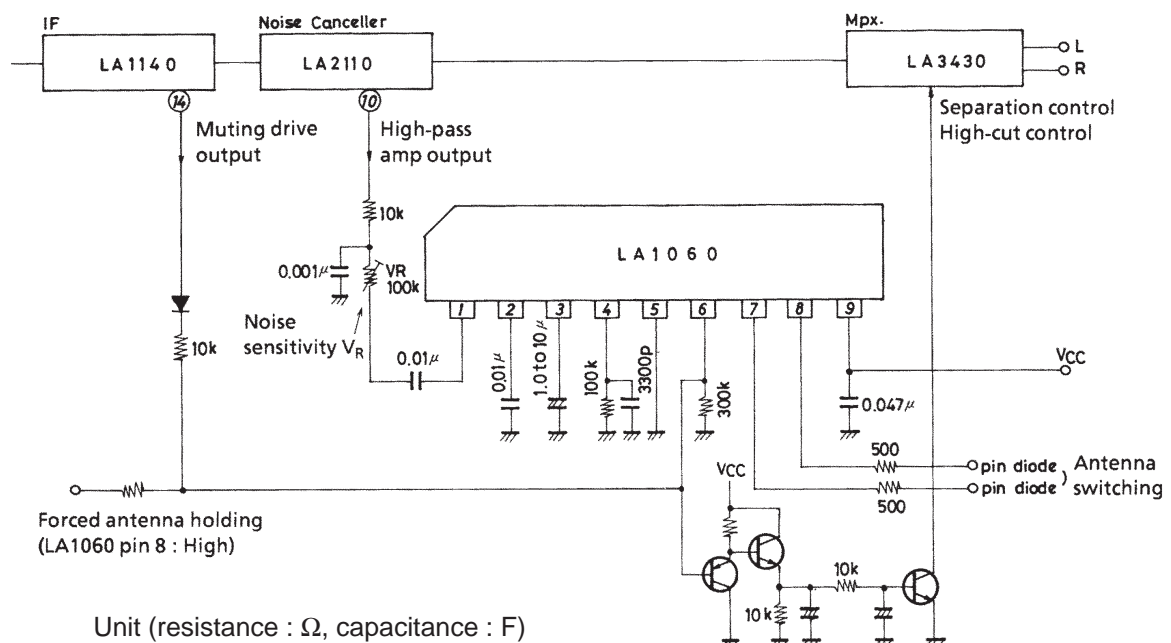 IF
Noise Canceller
Mpx.
LA1140
LA2110
LA3430
L
R
14
10
Muting drive
output
High-pass
amp output
Separation control
High-cut control
10k
LA1060
0.001μ
VR
100k
1
2
3
4
5
6
7
8
9
Noise
sensitivity VR
10k
0.01μ
0.01μ
1.0 to 10μ
100k
3300p
300k
VCC
0.047μ
500
pin diode
pin diode
Antenna
switching
500
VCC
Forced antenna holding
(LA1060 pin 8 : High)
10k
10k
Unit (resistance : Ω, capacitance : F)